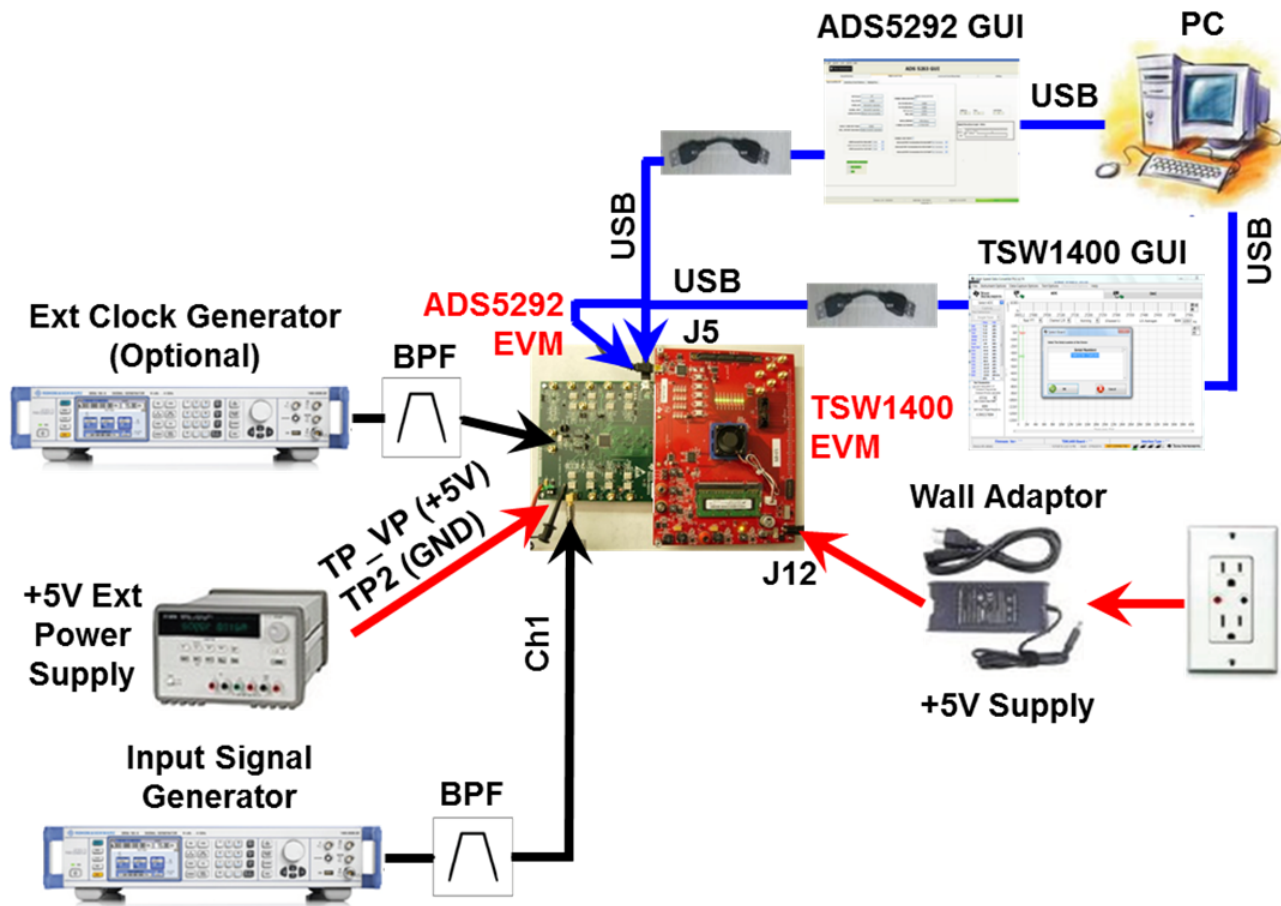 ADS5292 GUI
PC
USB
USB
USB
TSW1400 GUI
USB
ADS5292
EVM
J5
Ext Clock Generator
(Optional)
BPF
TSW1400
EVM
Wall Adaptor
TP_VP (+5V)
TP2 (GND)
J12
+5V Ext
Power
Supply
Ch1
+5V Supply
Input Signal
Generator
BPF